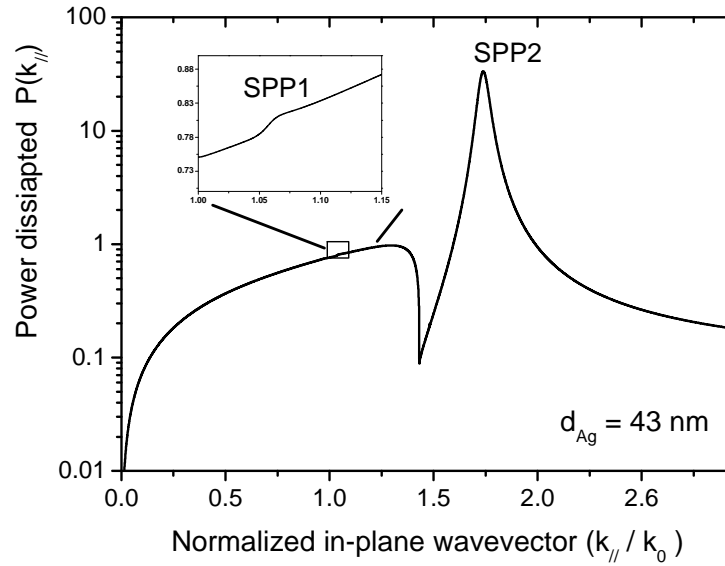 Power dissiapted P(k//)
100
10
1
0.1
0.01
SPP2
SPP1
0.88
0.83
0.78
0.73
1.00 1.05 1.10 1.15
dAg = 43 nm
0.0 0.5 1.0 1.5 2.0 2.6
Normalized in-plane wavevector (k// / k0)